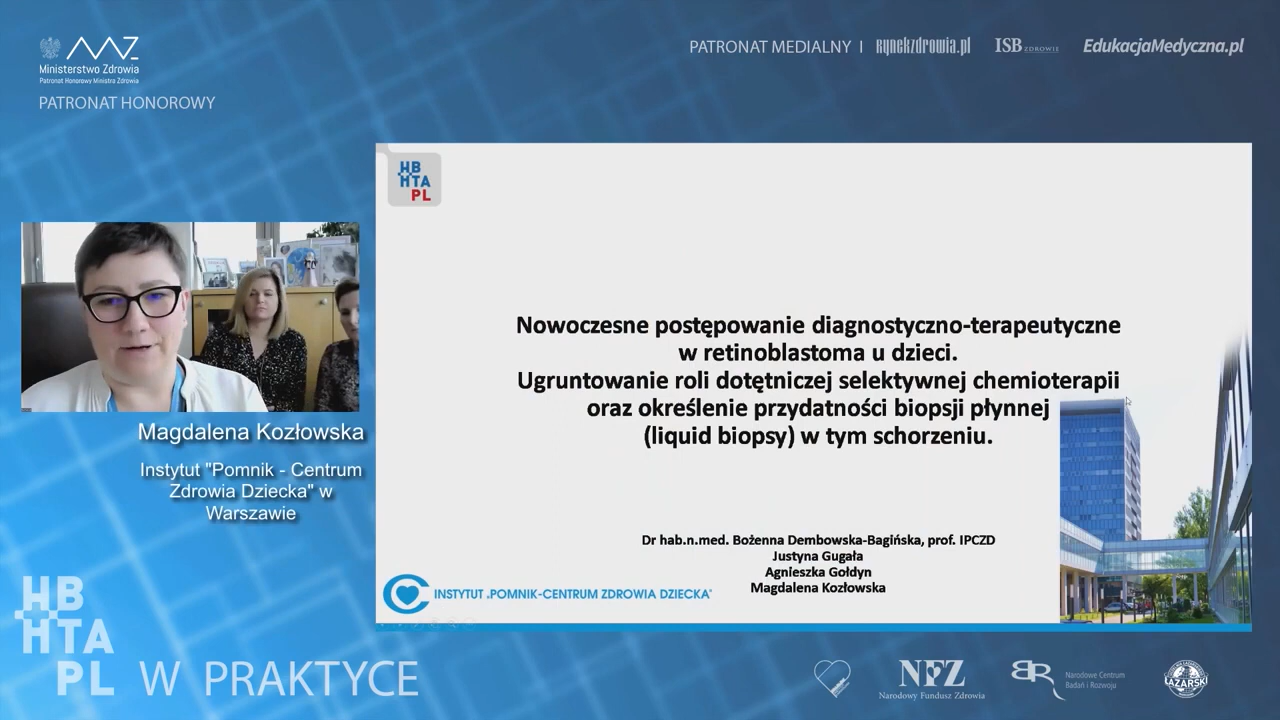 Ministerstwo Zdrowia
Patronat Honorowy Ministra Zdrowia
PATRONAT HONOROWY
PATRONAT MEDIALNY | rynekzdrowia.pl ISB ZDROWIE EdukacjaMedyczna.pl
HB
HTA
PL
Nowoczesne postępowanie diagnostyczno-terapeutyczne
w retinoblastoma u dzieci.
Ugruntowanie roli dotętniczej selektywnej chemioterapii
oraz określenie przydatności biopsji płynnej
(liquid biopsy) w tym schorzeniu.
Dr hab.n.med. Bożenna Dembowska-Bagińska, prof. IPCZD
Justyna Gugała
Agnieszka Gołdyn
Magdalena Kozłowska
INSTYTUT „POMNIK-CENTRUM ZDROWIA DZIECKA"
Magdalena Kozłowska
Instytut "Pomnik - Centrum
Zdrowia Dziecka" w
Warszawie
HB
HTA
PL W PRAKTYCE
NFZ
Narodowy Fundusz Zdrowia
BR
Narodowe Centrum
Badań i Rozwoju
ŁAZARSKI